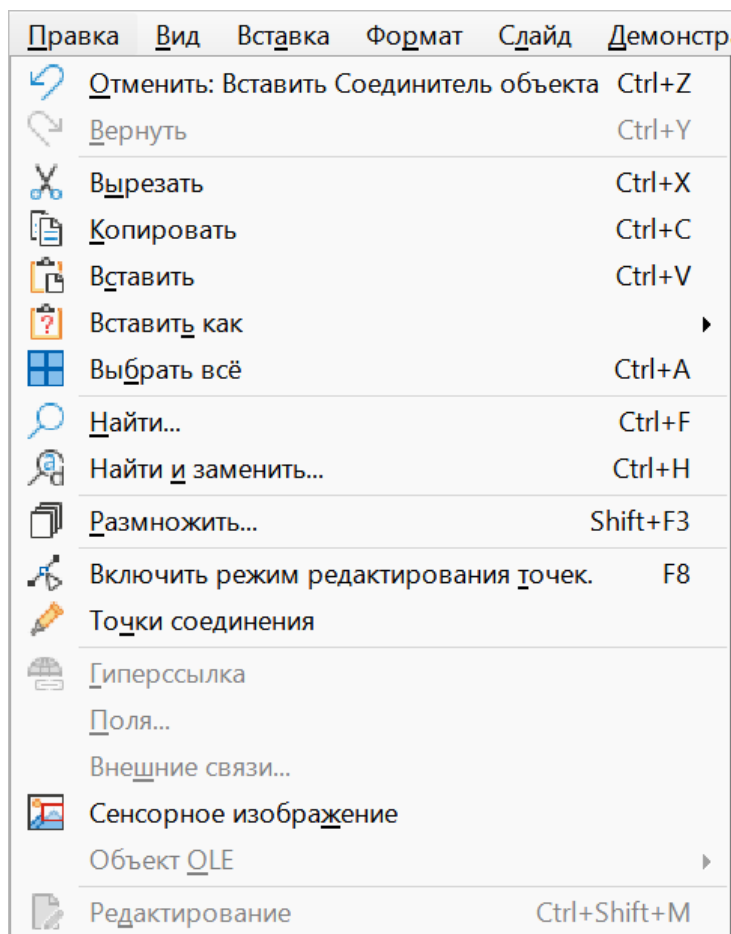 Правка Вид Вставка Формат Слайд Демонстр
Отменить: Вставить Соединитель объекта Ctrl+Z
Вернуть Ctrl+Y
Вырезать Ctrl+X
Копировать Ctrl+C
Вставить Ctrl+V
Вставить как
Выбрать всё Ctrl+A
Найти... Ctrl+F
Найти и заменить... Ctrl+H
Размножить... Shift+F3
Включить режим редактирования точек. F8
Точки соединения
Гиперссылка
Поля...
Внешние связи...
Сенсорное изображение
Объект OLE
Редактирование Ctrl+Shift+M